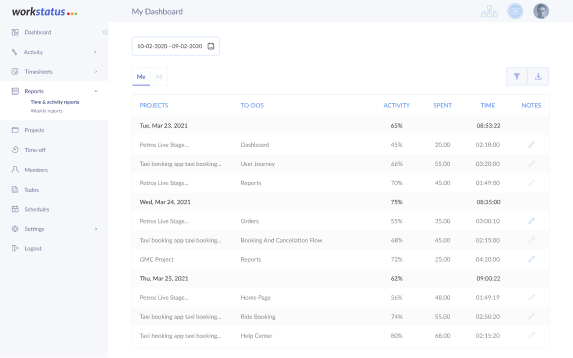 workstatus
My Dashboard
Dashboard
Activity
Timesheets
Reports
Time & activity reports
Weekly reports
Projects
Time-off
Members
Todos
Schedules
Settings
Logout
10-02-2020 - 09-02-2020
Me All
PROJECTS TO-DOS ACTIVITY SPENT TIME NOTES
Tue, Mar 23, 2021 65% 08:53:22
Petros Live Stage... Dashboard 45% 20.00 02:18:00
Taxi booking app taxi booking... User Journey 66% 55.00 03:20:00
Petros Live Stage... Reports 70% 45.00 01:49:00
Wed, Mar 24, 2021 75% 08:35:00
Petros Live Stage... Orders 55% 35.00 03:00:10
Taxi booking app taxi booking... Booking And Cancellation Flow 68% 45.00 02:15:00
GMC Project Reports 72% 25.00 04:20:00
Thu, Mar 25, 2021 62% 09:00:22
Petros Live Stage... Home Page 56% 48.00 01:49:19
Taxi booking app taxi booking... Ride Booking 74% 55.00 02:50:20
Taxi booking app taxi booking... Help Center 80% 68.00 02:15:20